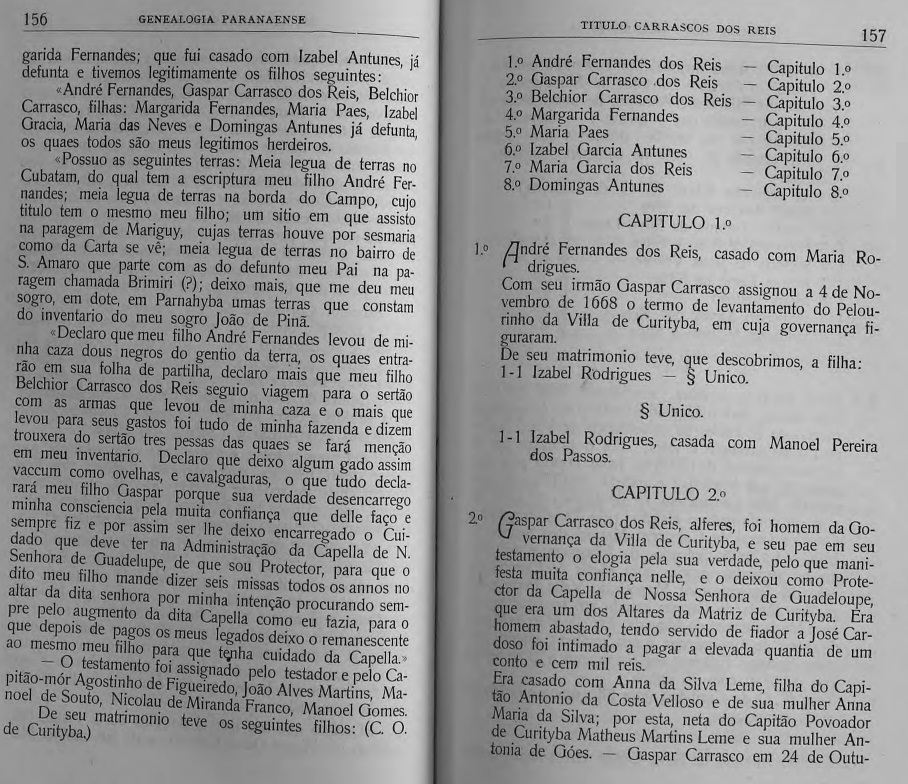 156 GENEALOGIA PARANAENSE
garida Fernandes; que fui casado com Izabel Antunes, já
defunta e tivemos legitimamente os filhos seguintes:
«André Fernandes, Gaspar Carrasco dos Reis, Belchior
Carrasco, filhas: Margarida Fernandes, Maria Paes, Izabel
Gracia, Maria das Neves e Domingas Antunes já defunta,
os quaes todos são meus legitimos herdeiros.
«Possuo as seguintes terras: Meia legua de terras no
Cubatam, do qual tem a escriptura meu filho André Fer-
nandes; meia legua de terras na borda do Campo, cujo
titulo tem o mesmo meu filho; um sitio em que assisto
na paragem de Mariguy, cujas terras houve por sesmaria
como da Carta se vê; meia legua de terras no bairro de
S. Amaro que parte com as do defunto meu Pai na pa-
ragem chamada Brimiri (?); deixo mais, que me deu meu
sogro, em dote, em Parnahyba umas terras que constam
do inventario do meu sogro João de Pinã.
«Declaro que meu filho André Fernandes levou de mi-
nha caza dous negros do gentio da terra, os quaes entra-
rão em sua folha de partilha, declaro mais que meu filho
Belchior Carrasco dos Reis seguio viagem para o sertão
com as armas que levou de minha caza e o mais que
levou para seus gastos foi tudo de minha fazenda e dizem
trouxera do sertão tres pessas das quaes se fará menção
em meu inventario. Declaro que deixo algum gado assim
vaccum como ovelhas, e cavalgaduras, o que tudo decla-
rará meu filho Gaspar porque sua verdade desencarrego
minha consciencia pela muita confiança que delle faço e
sempre fiz e por assim ser lhe deixo encarregado o Cui-
dado que deve ter na Administração da Capella de N.
Senhora de Guadelupe, de que sou Protector, para que o
dito meu filho mande dizer seis missas todos os annos no
altar da dita senhora por minha intenção procurando sem-
pre pelo augmento da dita Capella como eu fazia, para o
que depois de pagos os meus legados deixo o remanescente
ao mesmo meu filho para que tenha cuidado da Capella.»
— O testamento foi assignado pelo testador e pelo Ca-
pitão-mór Agostinho de Figueiredo, João Alves Martins, Ma-
noel de Souto, Nicolau de Miranda Franco, Manoel Gomes.
De seu matrimonio teve os seguintes filhos: (C. O.
de Curityba.)
TITULO CARRASCOS DOS REIS 157
1.º André Fernandes dos Reis — Capitulo 1.º
2.º Gaspar Carrasco dos Reis — Capitulo 2.º
3.º Belchior Carrasco dos Reis — Capitulo 3.º
4.º Margarida Fernandes — Capitulo 4.º
5.º Maria Paes — Capitulo 5.º
6.º Izabel Garcia Antunes — Capitulo 6.º
7.º Maria Garcia dos Reis — Capitulo 7.º
8.º Domingas Antunes — Capitulo 8.º
CAPITULO 1.º
1.º André Fernandes dos Reis, casado com Maria Ro-
drigues.
Com seu irmão Gaspar Carrasco assignou a 4 de No-
vembro de 1668 o termo de levantamento do Pelou-
rinho da Villa de Curityba, em cuja governança fi-
guraram.
De seu matrimonio teve, que descobrimos, a filha:
1-1 Izabel Rodrigues — § Unico.
§ Unico.
1-1 Izabel Rodrigues, casada com Manoel Pereira
dos Passos.
CAPITULO 2.º
2.º Gaspar Carrasco dos Reis, alferes, foi homem da Go-
vernança da Villa de Curityba, e seu pae em seu
testamento o elogia pela sua verdade, pelo que mani-
festa muita confiança nelle, e o deixou como Prote-
ctor da Capella de Nossa Senhora de Guadeloupe,
que era um dos Altares da Matriz de Curityba. Era
homem abastado, tendo servido de fiador a José Car-
doso foi intimado a pagar a elevada quantia de um
conto e cem mil reis.
Era casado com Anna da Silva Leme, filha do Capi-
tão Antonio da Costa Velloso e de sua mulher Anna
Maria da Silva; por esta, neta do Capitão Povoador
de Curityba Matheus Martins Leme e sua mulher An-
tonia de Góes. — Gaspar Carrasco em 24 de Outu-